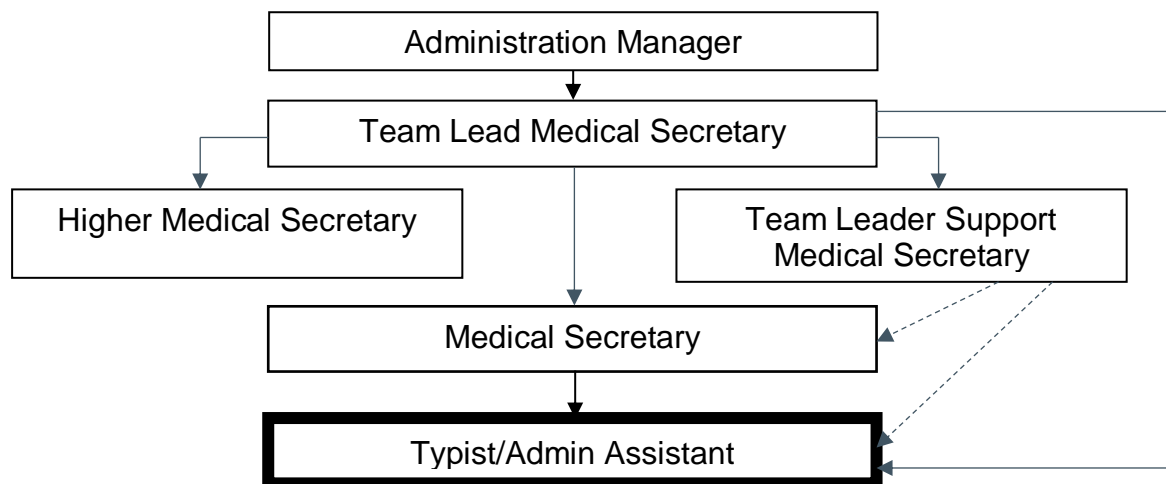 Administration Manager
Team Lead Medical Secretary
Higher Medical Secretary
Team Leader Support
Medical Secretary
Medical Secretary
Typist/Admin Assistant